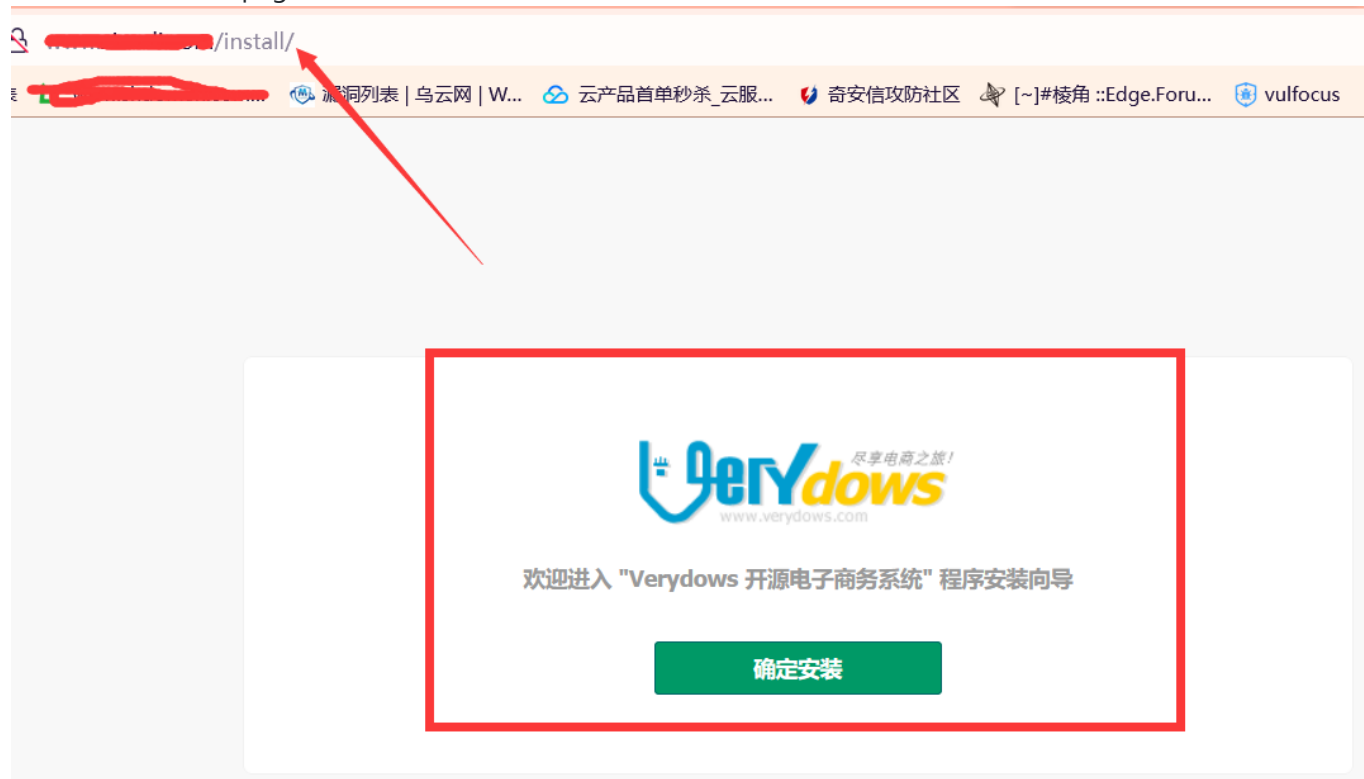 /install/
漏洞列表 | 乌云网 | W... 云产品首单秒杀_云服... 奇安信攻防社区 [~]#棱角 ::Edge.Foru... vulfocus
Verydows
尽享电商之旅!
www.verydows.com
欢迎进入 "Verydows 开源电子商务系统" 程序安装向导
确定安装